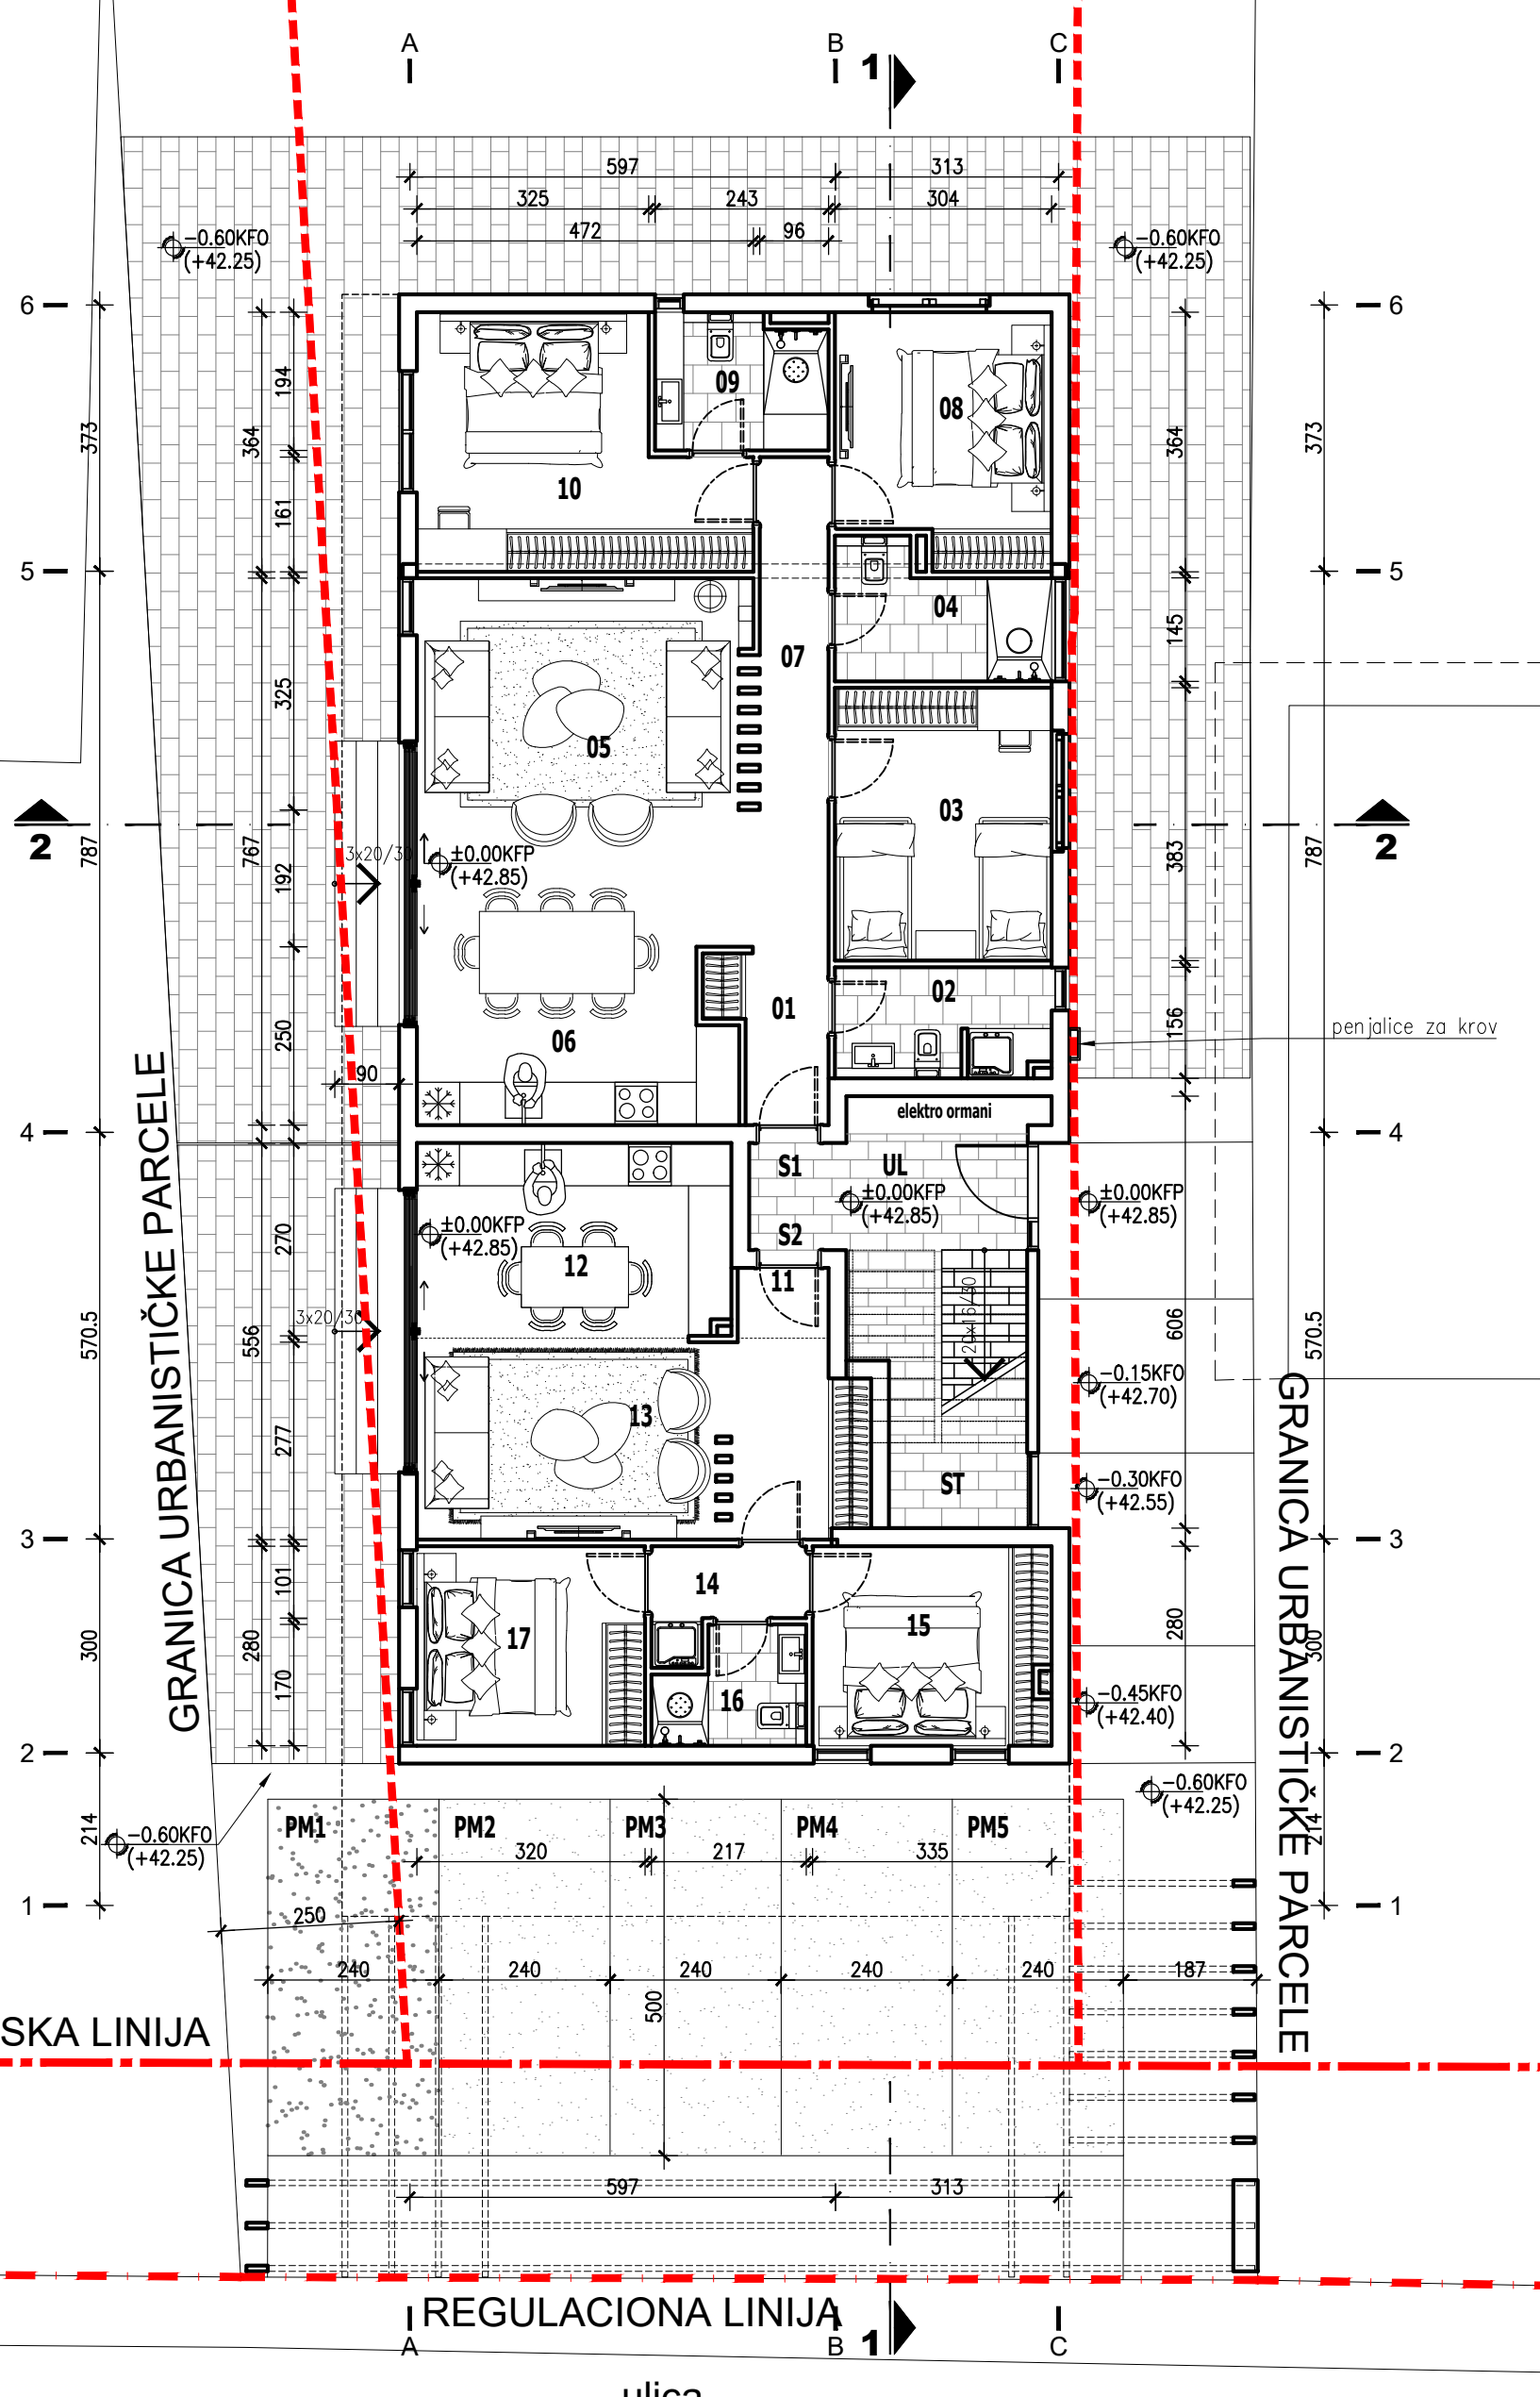 A
B
1
C
597
313
325
243
304
472
96
-0.60KFO
(+42.25)
-0.60KFO
(+42.25)
6
6
194
373
364
364
373
09
08
10
161
5
5
04
145
07
325
05
03
2
2
787
767
192
3x20/30
±0.00KFP
(+42.85)
383
787
02
01
156
penjalice za krov
250
06
90
elektro ormani
4
4
S1
UL
±0.00KFP
(+42.85)
±0.00KFP
(+42.85)
S2
270
±0.00KFP
(+42.85)
12
11
3x20/30
20x16/30
570.5
556
606
570.5
-0.15KFO
(+42.70)
13
277
ST
-0.30KFO
(+42.55)
3
3
101
14
17
15
300
280
280
300
170
16
-0.45KFO
(+42.40)
GRANICA URBANISTIČKE PARCELE
GRANICA URBANISTIČKE PARCELE
2
2
-0.60KFO
(+42.25)
214
-0.60KFO
(+42.25)
PM1
PM2
PM3
PM4
PM5
214
320
217
335
1
1
250
240
240
240
240
240
187
500
SKA LINIJA
597
313
REGULACIONA LINIJA
A
B
1
C
ulica